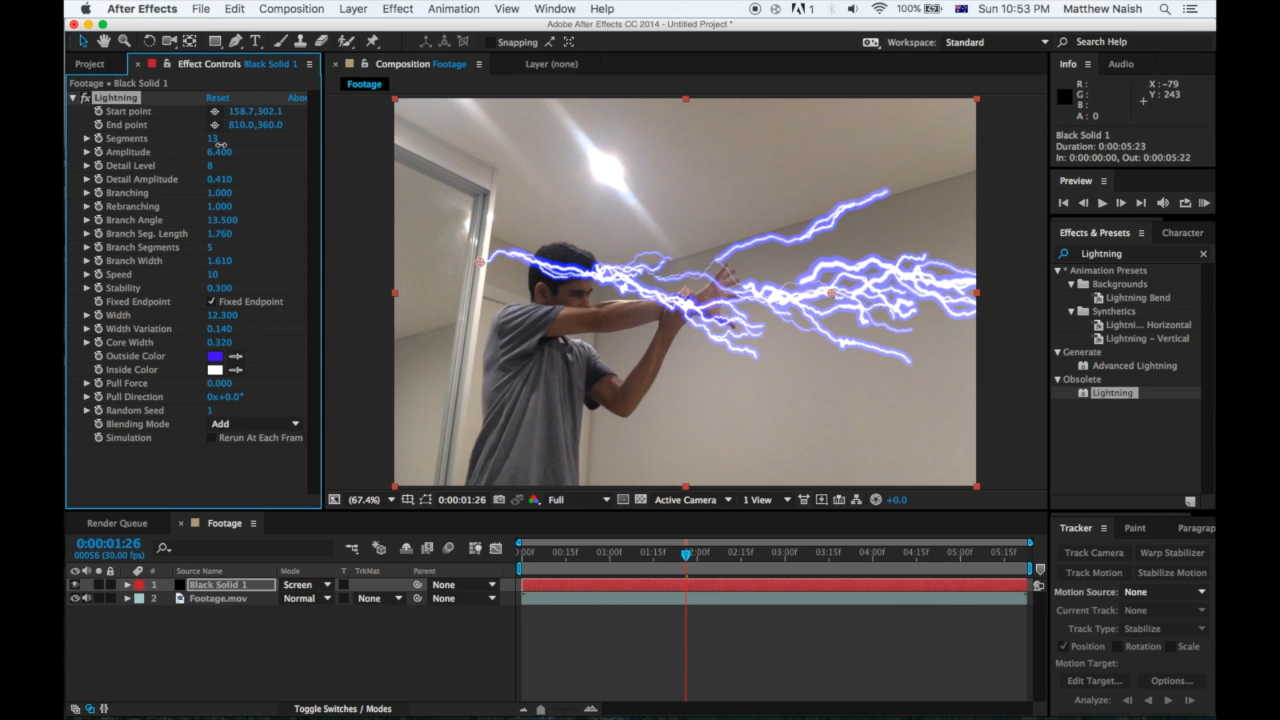 After Effects File Edit Composition Layer Effect Animation View Window Help 1 100% Sun 10:53 PM Matthew Naish
Adobe After Effects CC 2014 - Untitled Project *
Snapping Workspace: Standard Search Help
Project Effect Controls Black Solid 1 Composition Footage Layer (none) Info Audio
Footage • Black Solid 1
Footage
fx Lightning Reset Abou
Start point 158.7,302.1
End point 810.0,360.0
Segments 13
Amplitude 6.400
Detail Level 8
Detail Amplitude 0.410
Branching 1.000
Rebranching 1.000
Branch Angle 13.500
Branch Seg. Length 1.760
Branch Segments 5
Branch Width 1.610
Speed 10
Stability 0.300
Fixed Endpoint Fixed Endpoint
Width 12.300
Width Variation 0.140
Core Width 0.320
Outside Color
Inside Color
Pull Force 0.000
Pull Direction 0x+0.0°
Random Seed 1
Blending Mode Add
Simulation Rerun At Each Fram
R : X : -79
G : Y : 243
B :
A : 0
Black Solid 1
Duration: 0:00:05:23
In: 0:00:00:00, Out: 0:00:05:22
Preview
Effects & Presets Character
Lightning
* Animation Presets
Backgrounds
Lightning Bend
Synthetics
Lightni... Horizontal
Lightning – Vertical
Generate
Advanced Lightning
Obsolete
Lightning
(67.4%) 0:00:01:26 Full Active Camera 1 View +0.0
Render Queue Footage
0:00:01:26
00056 (30.00 fps)
:00f 00:15f 01:00f 01:15f 2:00f 02:15f 03:00f 03:15f 04:00f 04:15f 05:00f 05:15f
# Source Name Mode T TrkMat Parent
1 Black Solid 1 Screen None
2 Footage.mov Normal None None
Toggle Switches / Modes
Tracker Paint Paragrap
Track Camera Warp Stabilizer
Track Motion Stabilize Motion
Motion Source: None
Current Track: None
Track Type: Stabilize
Position Rotation Scale
Motion Target:
Edit Target... Options...
Analyze: